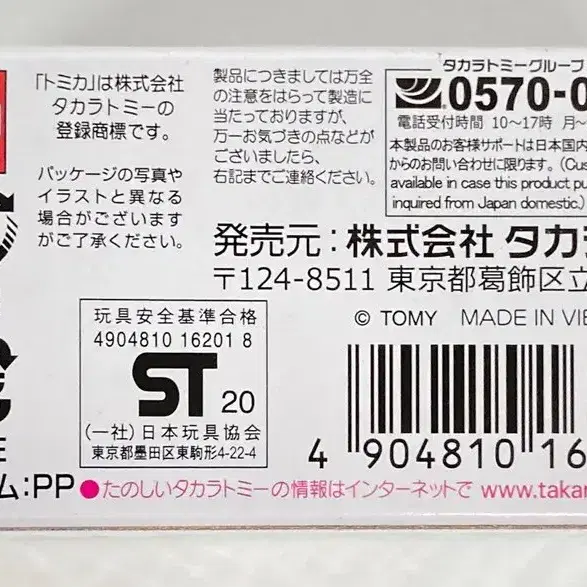 「トミカ」は株式会社
タカラトミーの
登録商標です。
パッケージの写真や
イラストと異なる
場合がございます
がご了承ください。
製品につきましては万全
の注意をはらって製造に
当たっておりますが、
万一お気づきの点などが
ございましたら、
右記までご連絡ください。
タカラトミーグループ
0570-0
電話受付時間 10〜17時 月〜
本製品のお客様サポートは日本国内
からのお問い合わせに限ります。(Cus
available in case this product pu
inquired from Japan domestic.)
発売元:株式会社 タカ
〒124-8511 東京都葛飾区立
© TOMY MADE IN VIE
玩具安全基準合格
4904810 16201 8
ST 20
(一社)日本玩具協会
東京都墨田区東駒形4-22-4
4 904810 16
ム:PP
●たのしいタカラトミーの情報はインターネットで www.takar